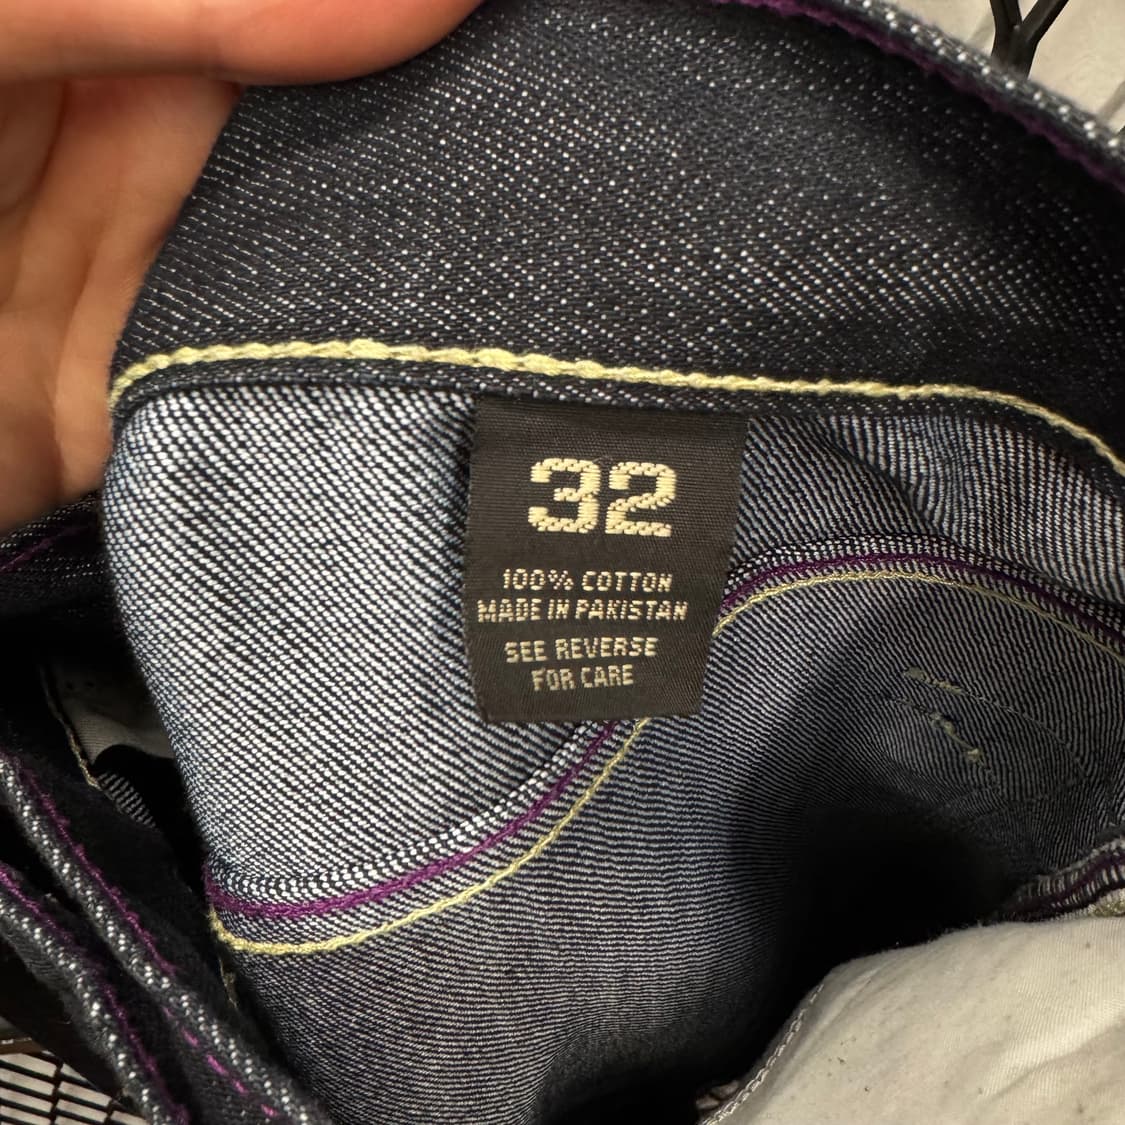 32
100% COTTON
MADE IN PAKISTAN
SEE REVERSE
FOR CARE